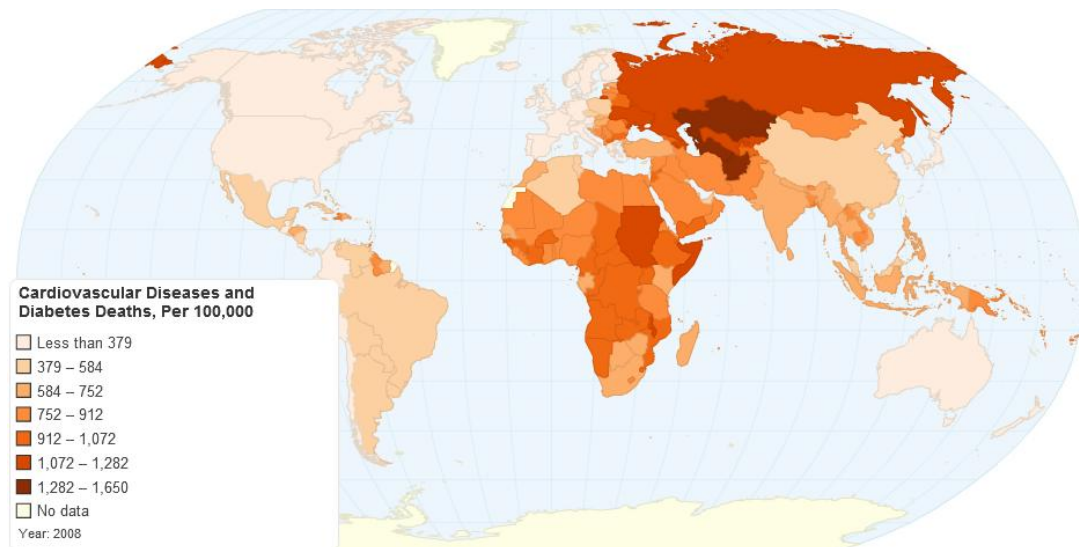 Cardiovascular Diseases and
Diabetes Deaths, Per 100,000
Less than 379
379 – 584
584 – 752
752 – 912
912 – 1,072
1,072 – 1,282
1,282 – 1,650
No data
Year: 2008